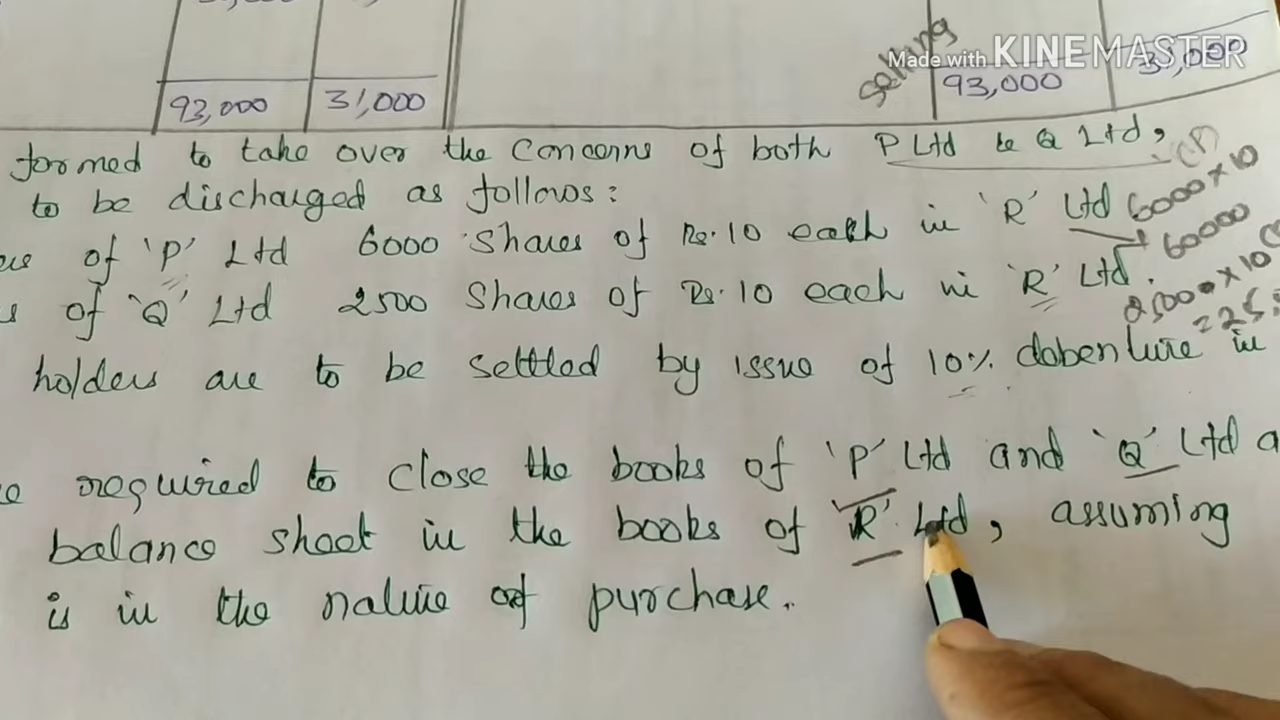 Made with KINEMASTER
selling
93,000 31,000 93,000 31,000
formed to take over the concerns of both P Ltd & Q Ltd,
to be discharged as follows: (P)
of 'P' Ltd 6000 shares of Rs.10 each in 'R' Ltd 6000 x 10
60000
of 'Q' Ltd 2500 shares of Rs.10 each in 'R' Ltd.
holders are to be settled by issue of 10% debenture in
required to close the books of 'P' Ltd and 'Q' Ltd a
balance sheet in the books of 'R' Ltd, assuming
is in the nature of purchase.